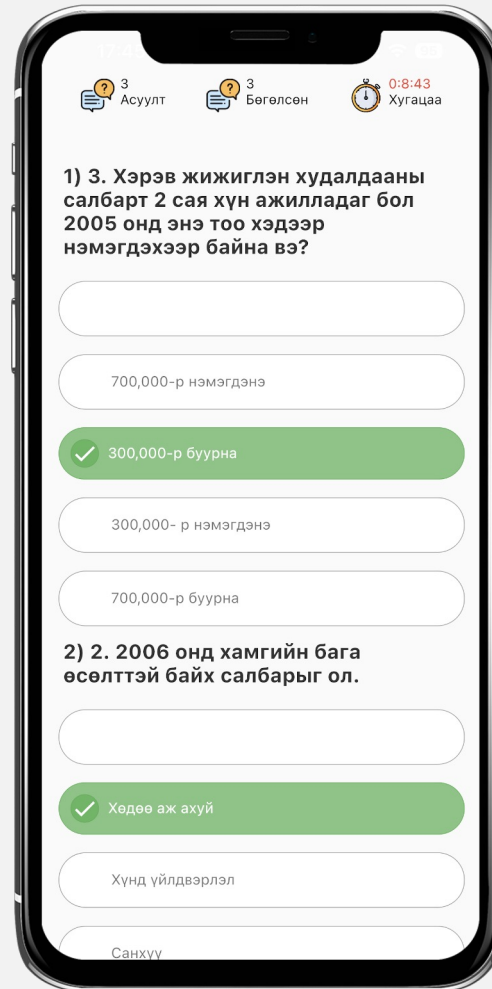 3
Асуулт
3
Бөгөлсөн
0:8:43
Хугацаа
1) 3. Хэрэв жижиглэн худалдааны
салбарт 2 сая хүн ажилладаг бол
2005 онд энэ тоо хэдээр
нэмэгдэхээр байна вэ?
700,000-р нэмэгдэнэ
300,000-р буурна
300,000- р нэмэгдэнэ
700,000-р буурна
2) 2. 2006 онд хамгийн бага
өсөлттэй байх салбарыг ол.
Хөдөө аж ахуй
Хүнд үйлдвэрлэл
Санхүү